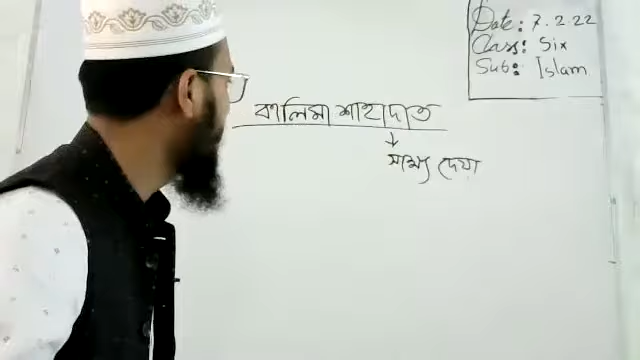 Date: 7.2.22
Class: Six
Sub: Islam
কালিমা শাহাদাত
↓
সাক্ষ্য দেয়া